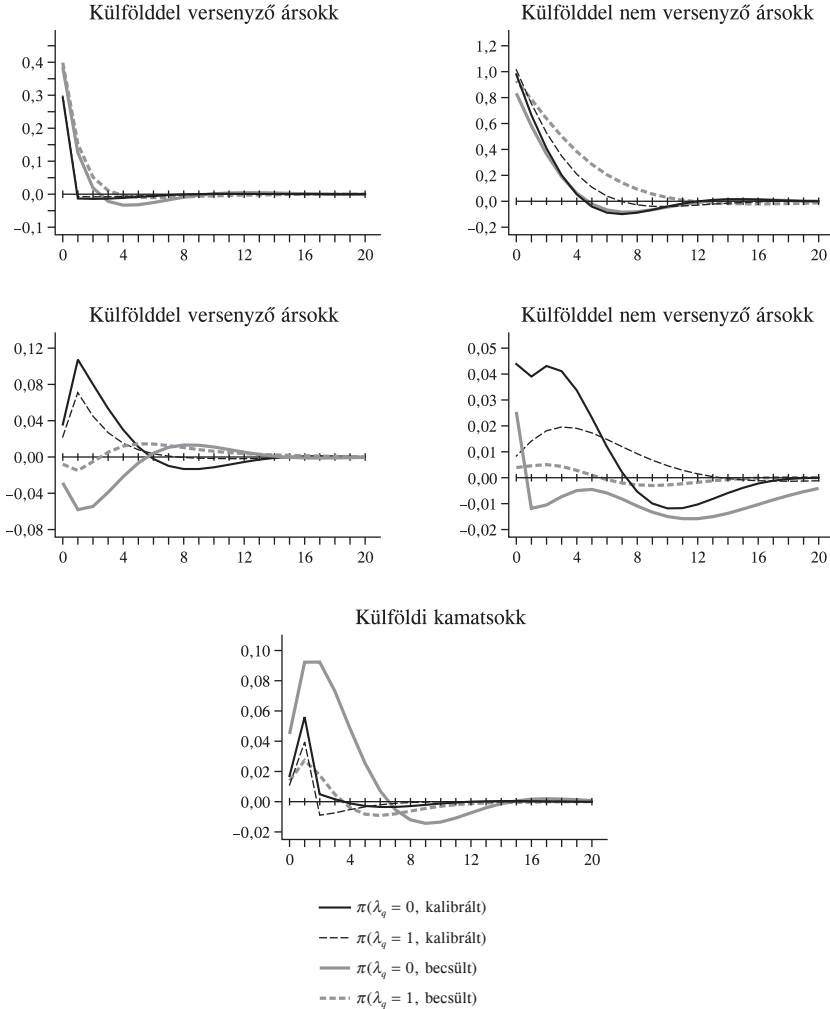 Külfölddel versenyző ársokk
0,4
0,3
0,2
0,1
0,0
–0,1
0 4 8 12 16 20
Külfölddel nem versenyző ársokk
1,2
1,0
0,8
0,6
0,4
0,2
0,0
–0,2
0 4 8 12 16 20
Külfölddel versenyző ársokk
0,12
0,08
0,04
0,00
–0,04
–0,08
0 4 8 12 16 20
Külfölddel nem versenyző ársokk
0,05
0,04
0,03
0,02
0,01
0,00
–0,01
–0,02
0 4 8 12 16 20
Külföldi kamatsokk
0,10
0,08
0,06
0,04
0,02
0,00
–0,02
0 4 8 12 16 20
π(λq = 0, kalibrált)
π(λq = 1, kalibrált)
π(λq = 0, becsült)
π(λq = 1, becsült)